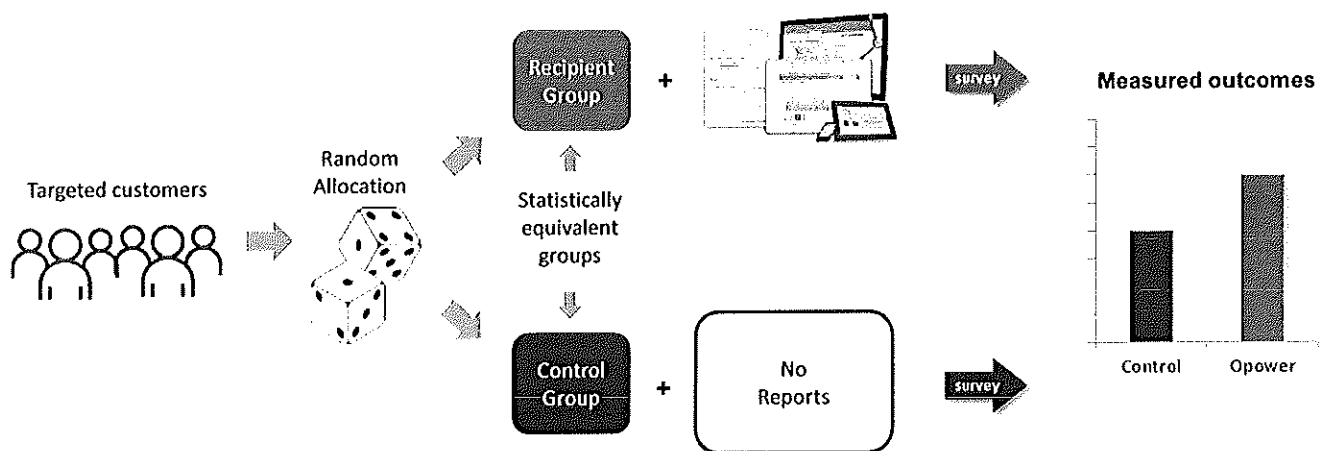 Targeted customers
Random
Allocation
Recipient
Group
+
survey
Statistically
equivalent
groups
Control
Group
+
No
Reports
survey
Measured outcomes
Control
Opower